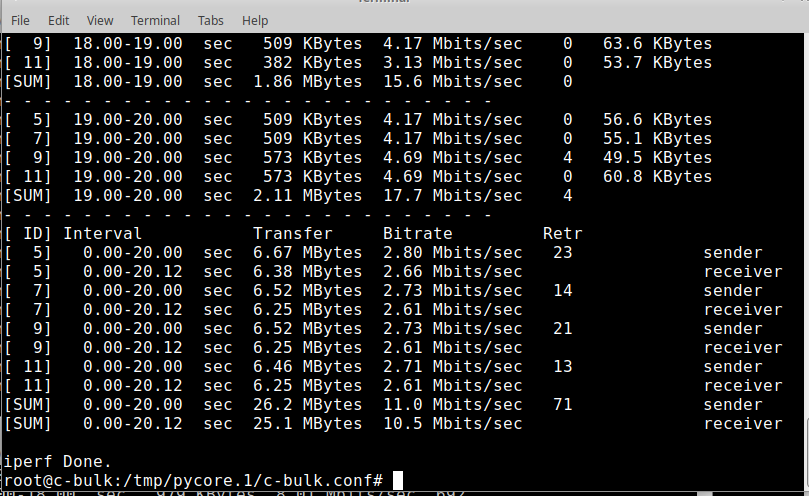 Terminal
File Edit View Terminal Tabs Help
[  9]  18.00-19.00  sec   509 KBytes  4.17 Mbits/sec    0   63.6 KBytes
[ 11]  18.00-19.00  sec   382 KBytes  3.13 Mbits/sec    0   53.7 KBytes
[SUM]  18.00-19.00  sec  1.86 MBytes  15.6 Mbits/sec    0
- - - - - - - - - - - - - - - - - - - - - - - - -
[  5]  19.00-20.00  sec   509 KBytes  4.17 Mbits/sec    0   56.6 KBytes
[  7]  19.00-20.00  sec   509 KBytes  4.17 Mbits/sec    0   55.1 KBytes
[  9]  19.00-20.00  sec   573 KBytes  4.69 Mbits/sec    4   49.5 KBytes
[ 11]  19.00-20.00  sec   573 KBytes  4.69 Mbits/sec    0   60.8 KBytes
[SUM]  19.00-20.00  sec  2.11 MBytes  17.7 Mbits/sec    4
- - - - - - - - - - - - - - - - - - - - - - - - -
[ ID] Interval           Transfer     Bitrate         Retr
[  5]   0.00-20.00  sec  6.67 MBytes  2.80 Mbits/sec   23             sender
[  5]   0.00-20.12  sec  6.38 MBytes  2.66 Mbits/sec                  receiver
[  7]   0.00-20.00  sec  6.52 MBytes  2.73 Mbits/sec   14             sender
[  7]   0.00-20.12  sec  6.25 MBytes  2.61 Mbits/sec                  receiver
[  9]   0.00-20.00  sec  6.52 MBytes  2.73 Mbits/sec   21             sender
[  9]   0.00-20.12  sec  6.25 MBytes  2.61 Mbits/sec                  receiver
[ 11]   0.00-20.00  sec  6.46 MBytes  2.71 Mbits/sec   13             sender
[ 11]   0.00-20.12  sec  6.25 MBytes  2.61 Mbits/sec                  receiver
[SUM]   0.00-20.00  sec  26.2 MBytes  11.0 Mbits/sec   71             sender
[SUM]   0.00-20.12  sec  25.1 MBytes  10.5 Mbits/sec                  receiver
iperf Done.
root@c-bulk:/tmp/pycore.1/c-bulk.conf#
sec 979 KBytes 8.01 Mbits/sec 692